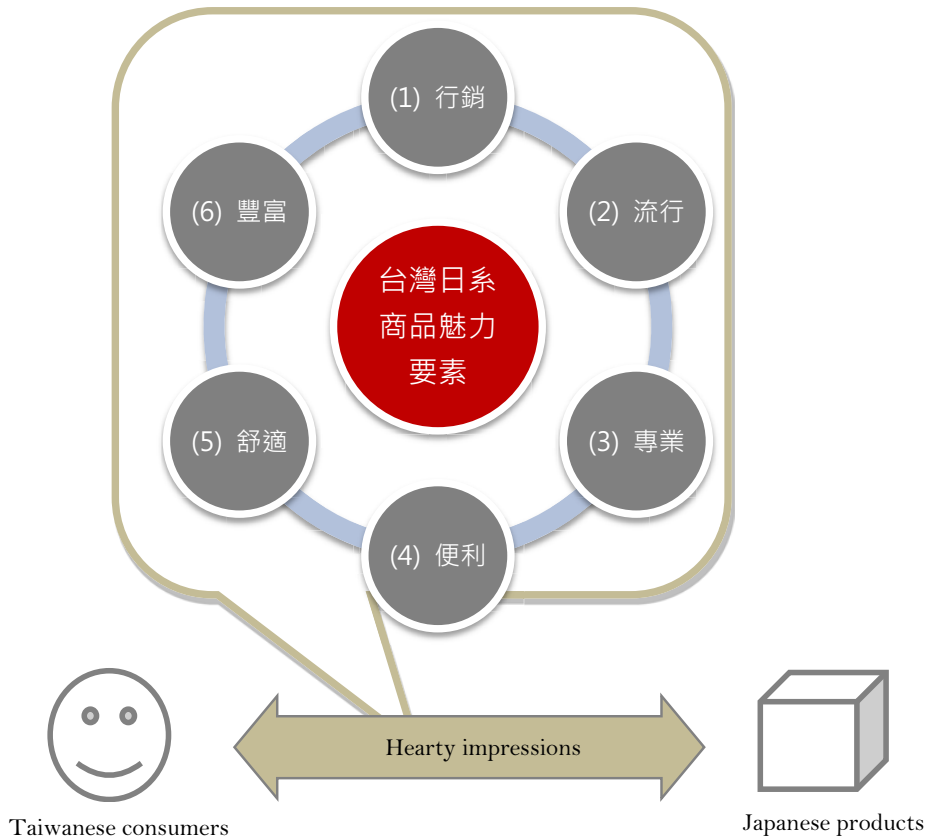 (1) 行銷
(2) 流行
(3) 專業
(4) 便利
(5) 舒適
(6) 豐富
台灣日系
商品魅力
要素
Hearty impressions
Taiwanese consumers
Japanese products